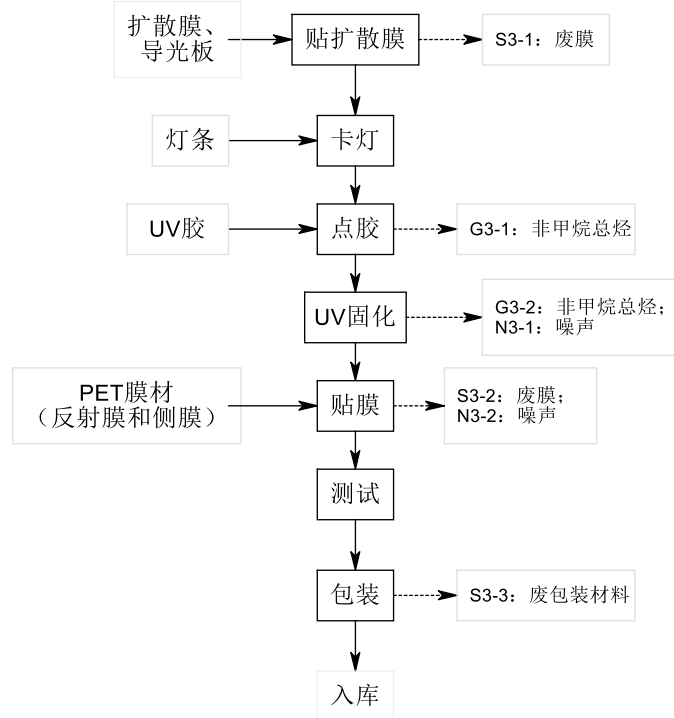 扩散膜、
导光板
贴扩散膜
S3-1：废膜
灯条
卡灯
UV胶
点胶
G3-1：非甲烷总烃
UV固化
G3-2：非甲烷总烃；
N3-1：噪声
PET膜材
（反射膜和侧膜）
贴膜
S3-2：废膜；
N3-2：噪声
测试
包装
S3-3：废包装材料
入库